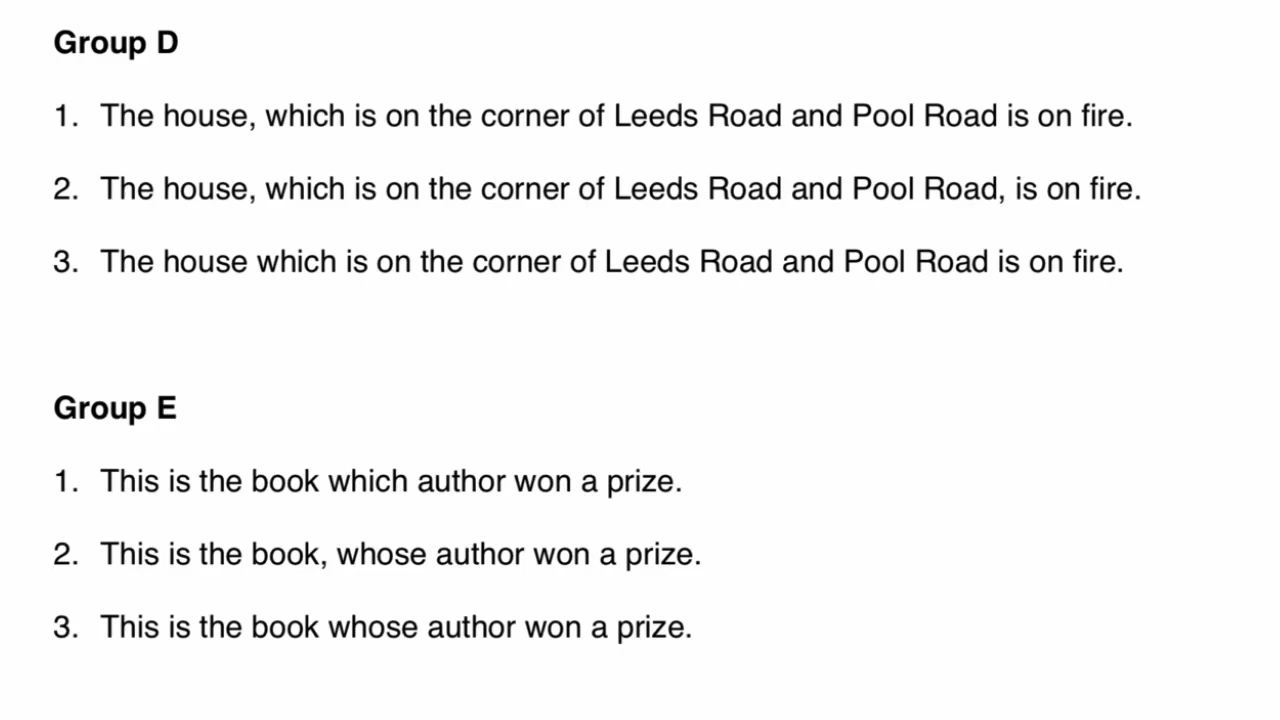 Group D
1. The house, which is on the corner of Leeds Road and Pool Road is on fire.
2. The house, which is on the corner of Leeds Road and Pool Road, is on fire.
3. The house which is on the corner of Leeds Road and Pool Road is on fire.
Group E
1. This is the book which author won a prize.
2. This is the book, whose author won a prize.
3. This is the book whose author won a prize.